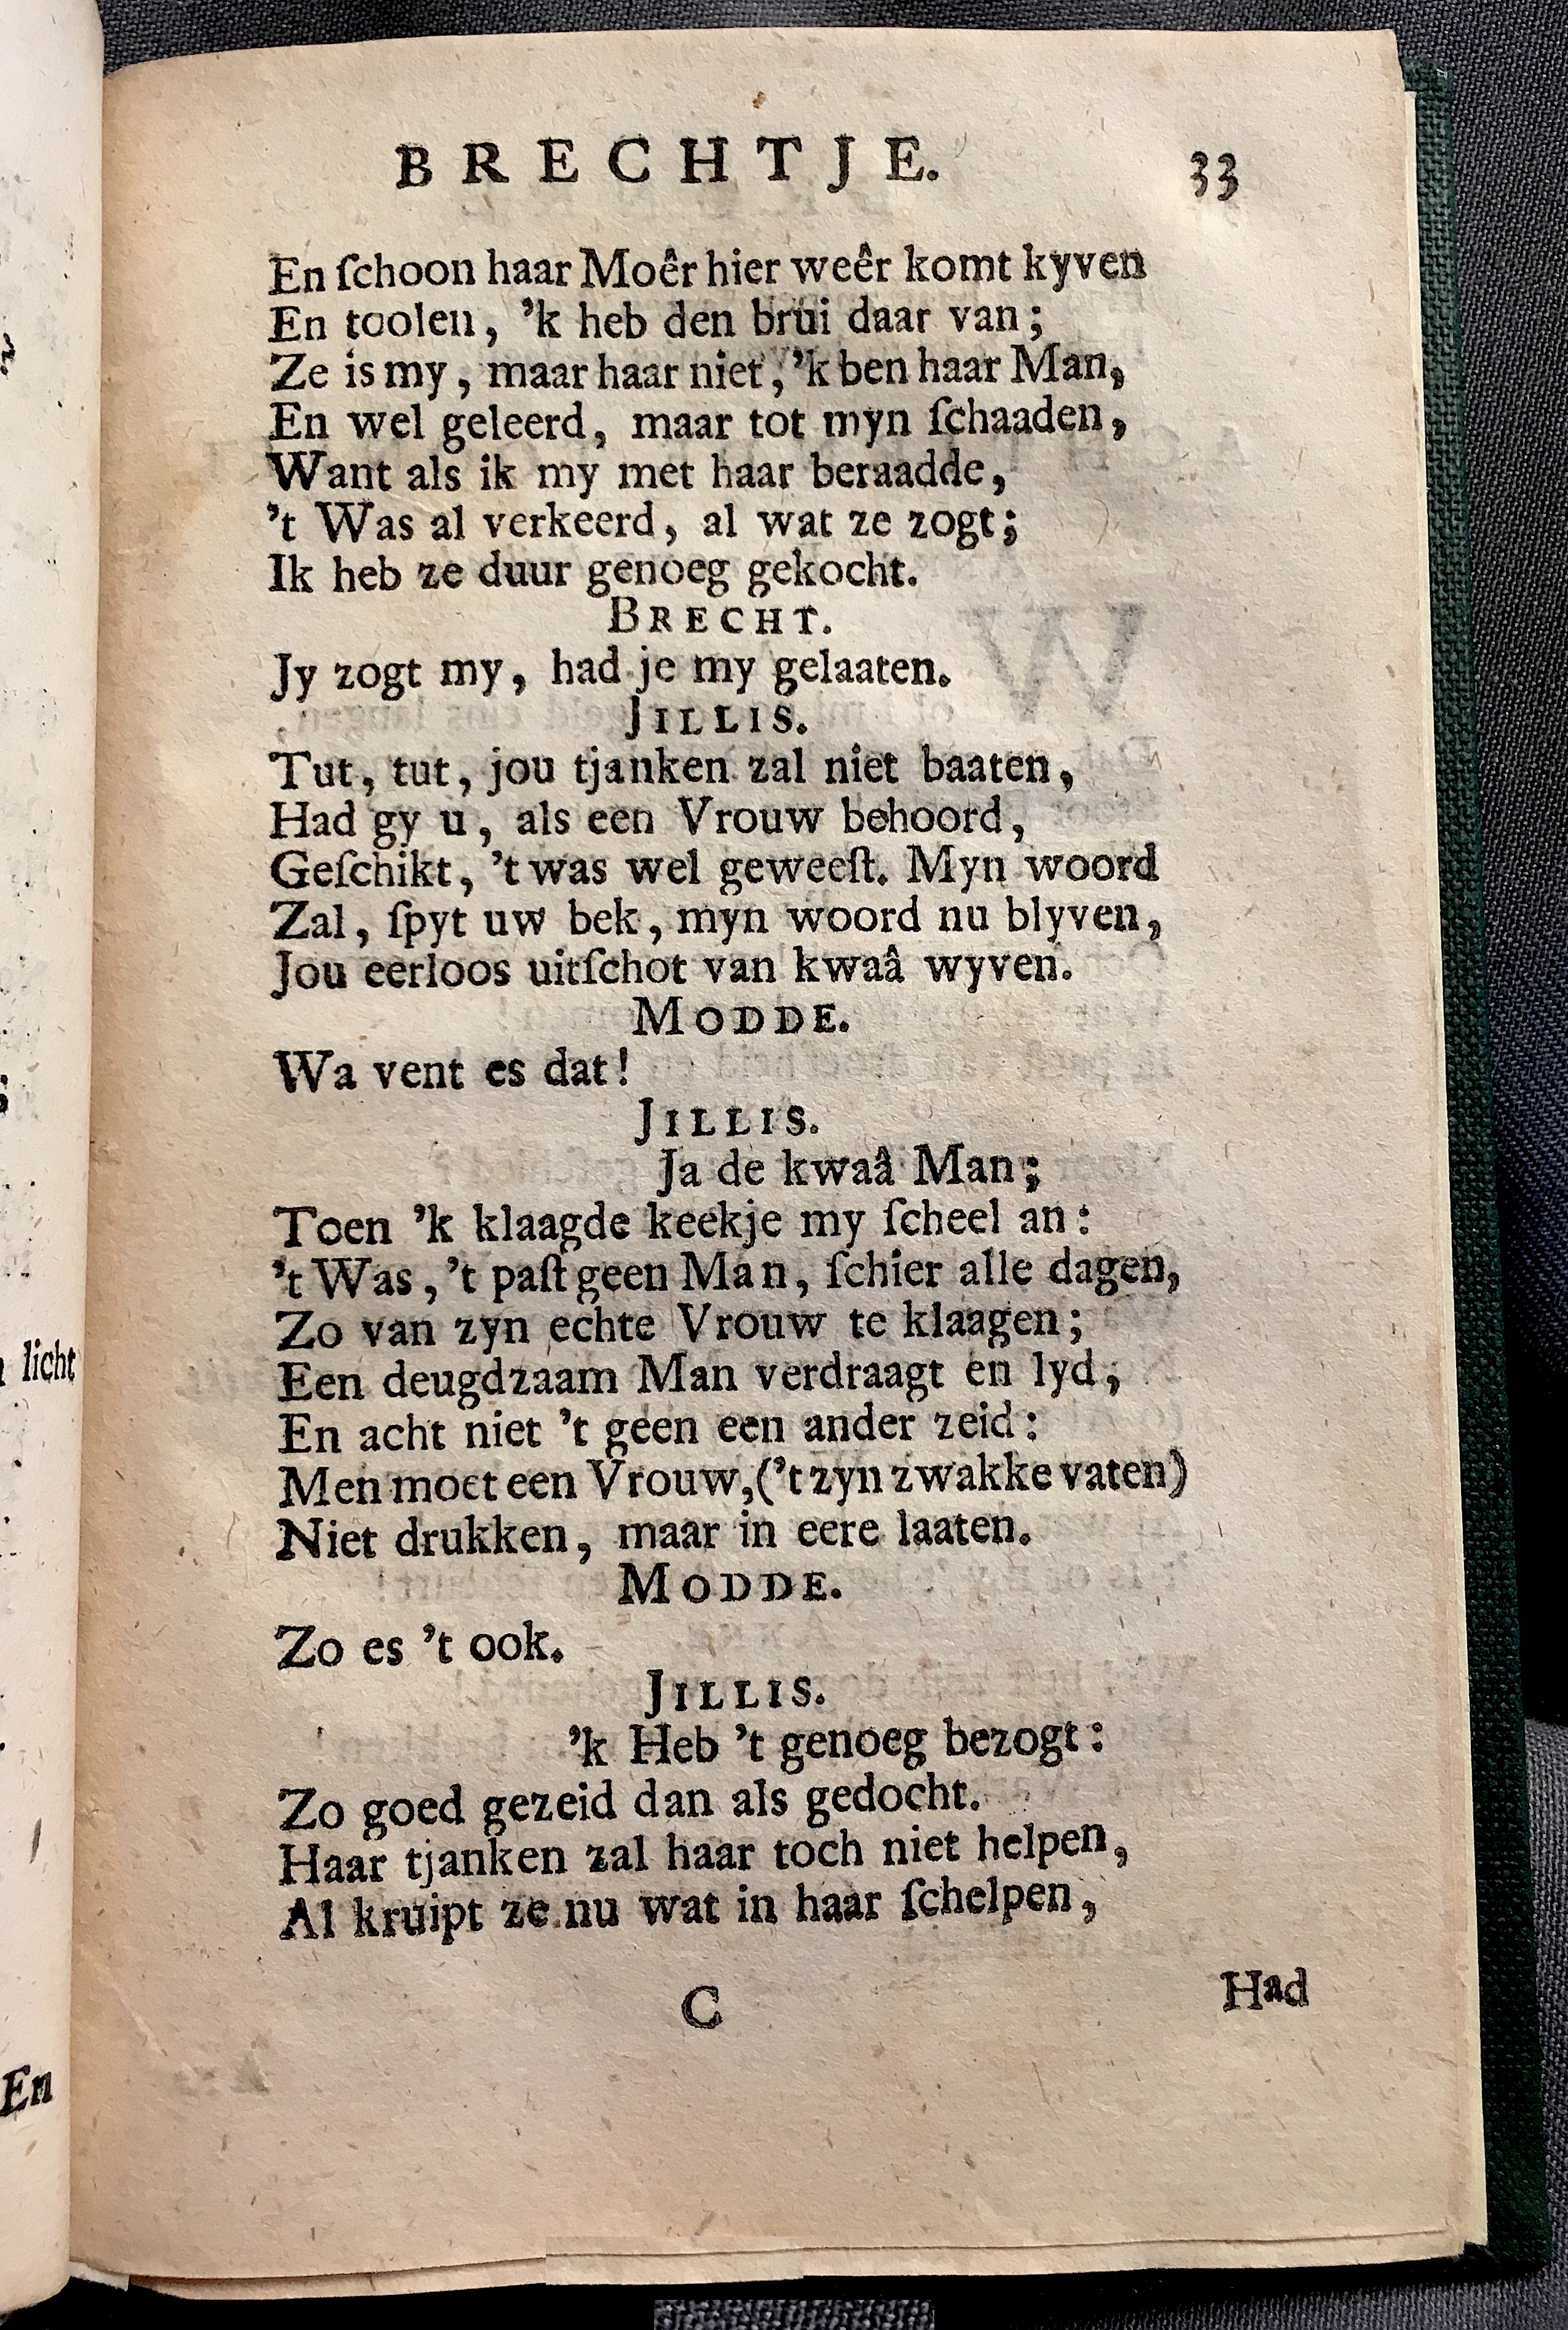 BRECHTJE. 33
En ſchoon haar Moêr hier weêr komt kyven
En toolen, 'k heb den brui daar van;
Ze is my, maar haar niet, 'k ben haar Man,
En wel geleerd, maar tot myn ſchaaden,
Want als ik my met haar beraadde,
't Was al verkeerd, al wat ze zogt;
Ik heb ze duur genoeg gekocht.
BRECHT.
Jy zogt my, had je my gelaaten.
JILLIS.
Tut, tut, jou tjanken zal niet baaten,
Had gy u, als een Vrouw behoord,
Geſchikt, 't was wel geweeſt. Myn woord
Zal, ſpyt uw bek, myn woord nu blyven,
Jou eerloos uitſchot van kwaâ wyven.
MODDE.
Wa vent es dat!
JILLIS.
Ja de kwaâ Man;
Toen 'k klaagde keekje my ſcheel an:
't Was, 't paſt geen Man, ſchier alle dagen,
Zo van zyn echte Vrouw te klaagen;
Een deugdzaam Man verdraagt en lyd;
En acht niet 't geen een ander zeid:
Men moet een Vrouw, ('t zyn zwakke vaten)
Niet drukken, maar in eere laaten.
MODDE.
Zo es 't ook.
JILLIS.
'k Heb 't genoeg bezogt:
Zo goed gezeid dan als gedocht.
Haar tjanken zal haar toch niet helpen,
Al kruipt ze nu wat in haar ſchelpen,
C Had
licht
En